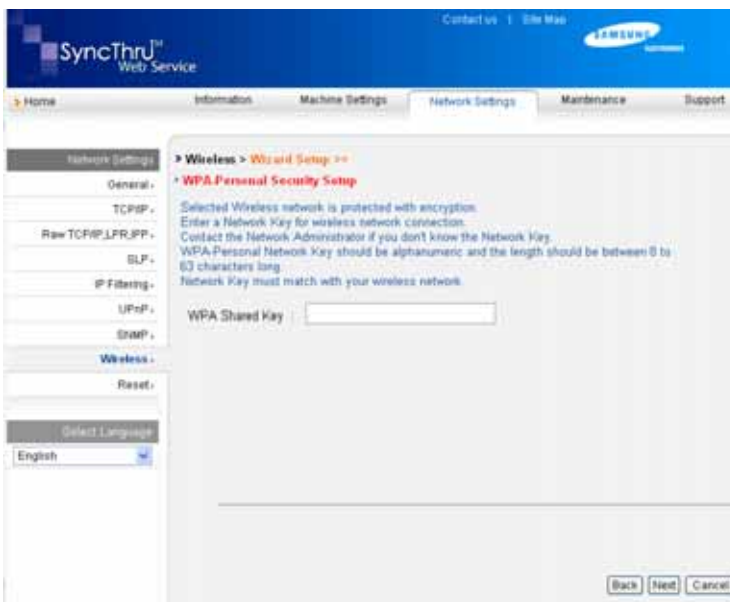 Contact us | Site Map
SAMSUNG
ELECTRONICS
SyncThru™
Web Service
Home
Information
Machine Settings
Network Settings
Maintenance
Support
Network Settings
General
TCP/IP
Raw TCP/IP,LPR,IPP
SLP
IP Filtering
UPnP
SNMP
Wireless
Reset
Select Language
English
> Wireless > Wizard Setup >>
WPA-Personal Security Setup
Selected Wireless network is protected with encryption.
Enter a Network Key for wireless network connection.
Contact the Network Administrator if you don't know the Network Key.
WPA-Personal Network Key should be alphanumeric and the length should be between 8 to
63 characters long
Network Key must match with your wireless network.
WPA Shared Key :
Back
Next
Cancel